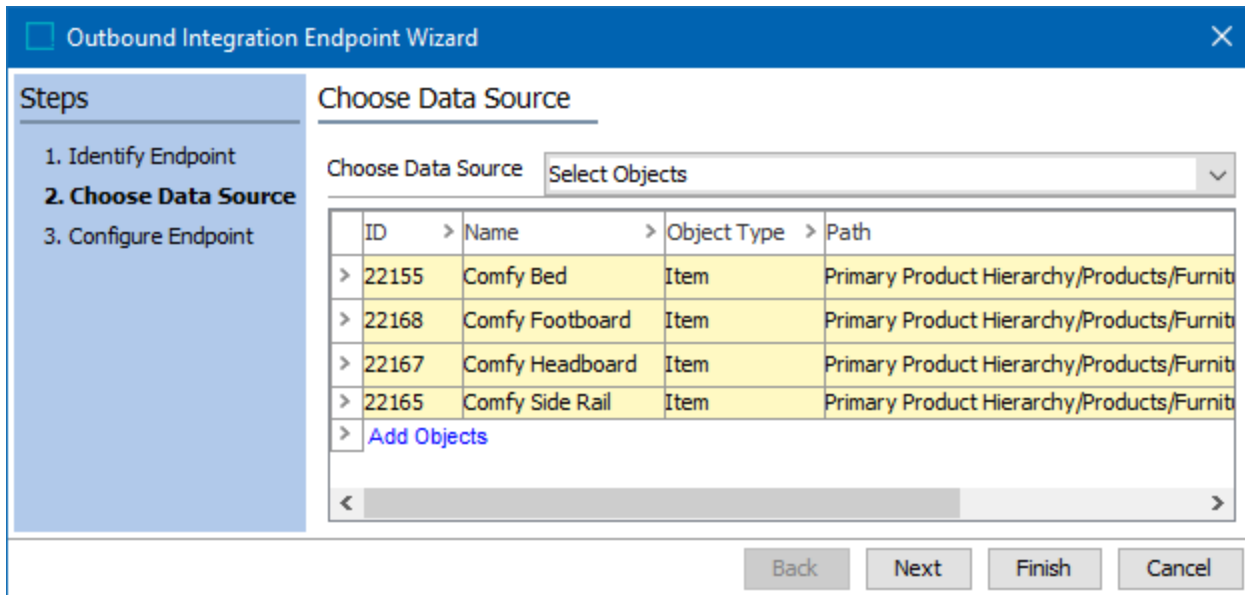 Outbound Integration Endpoint Wizard
Steps
1. Identify Endpoint
2. Choose Data Source
3. Configure Endpoint
Choose Data Source
Choose Data Source Select Objects
ID > Name > Object Type > Path
> 22155 Comfy Bed Item Primary Product Hierarchy/Products/Furnit
> 22168 Comfy Footboard Item Primary Product Hierarchy/Products/Furnit
> 22167 Comfy Headboard Item Primary Product Hierarchy/Products/Furnit
> 22165 Comfy Side Rail Item Primary Product Hierarchy/Products/Furnit
> Add Objects
Back Next Finish Cancel